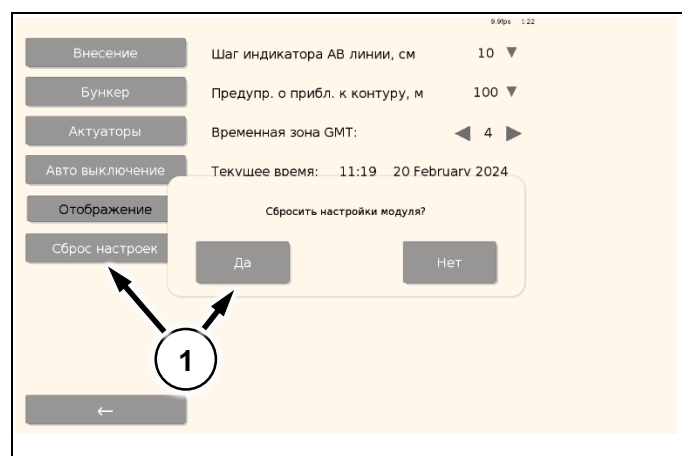 9.9fps 1:22
Внесение
Шаг индикатора АВ линии, см 10 ▼
Бункер
Предупр. о прибл. к контуру, м 100 ▼
Актуаторы
Временная зона GMT: ◀ 4 ▶
Авто выключение
Текущее время: 11:19 20 February 2024
Отображение
Сбросить настройки модуля?
Сброс настроек
Да Нет
1
←